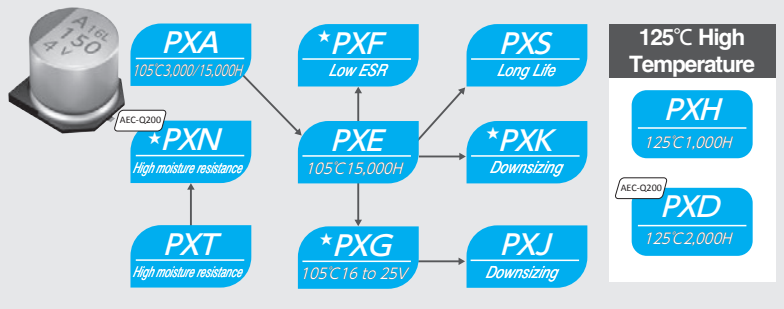 A 16L
150
4 V
AEC-Q200
PXA
105℃3,000/15,000H
★PXF
Low ESR
PXS
Long Life
★PXN
High moisture resistance
PXE
105℃15,000H
★PXK
Downsizing
PXT
High moisture resistance
★PXG
105℃16 to 25V
PXJ
Downsizing
125℃ High
Temperature
PXH
125℃1,000H
AEC-Q200
PXD
125℃2,000H